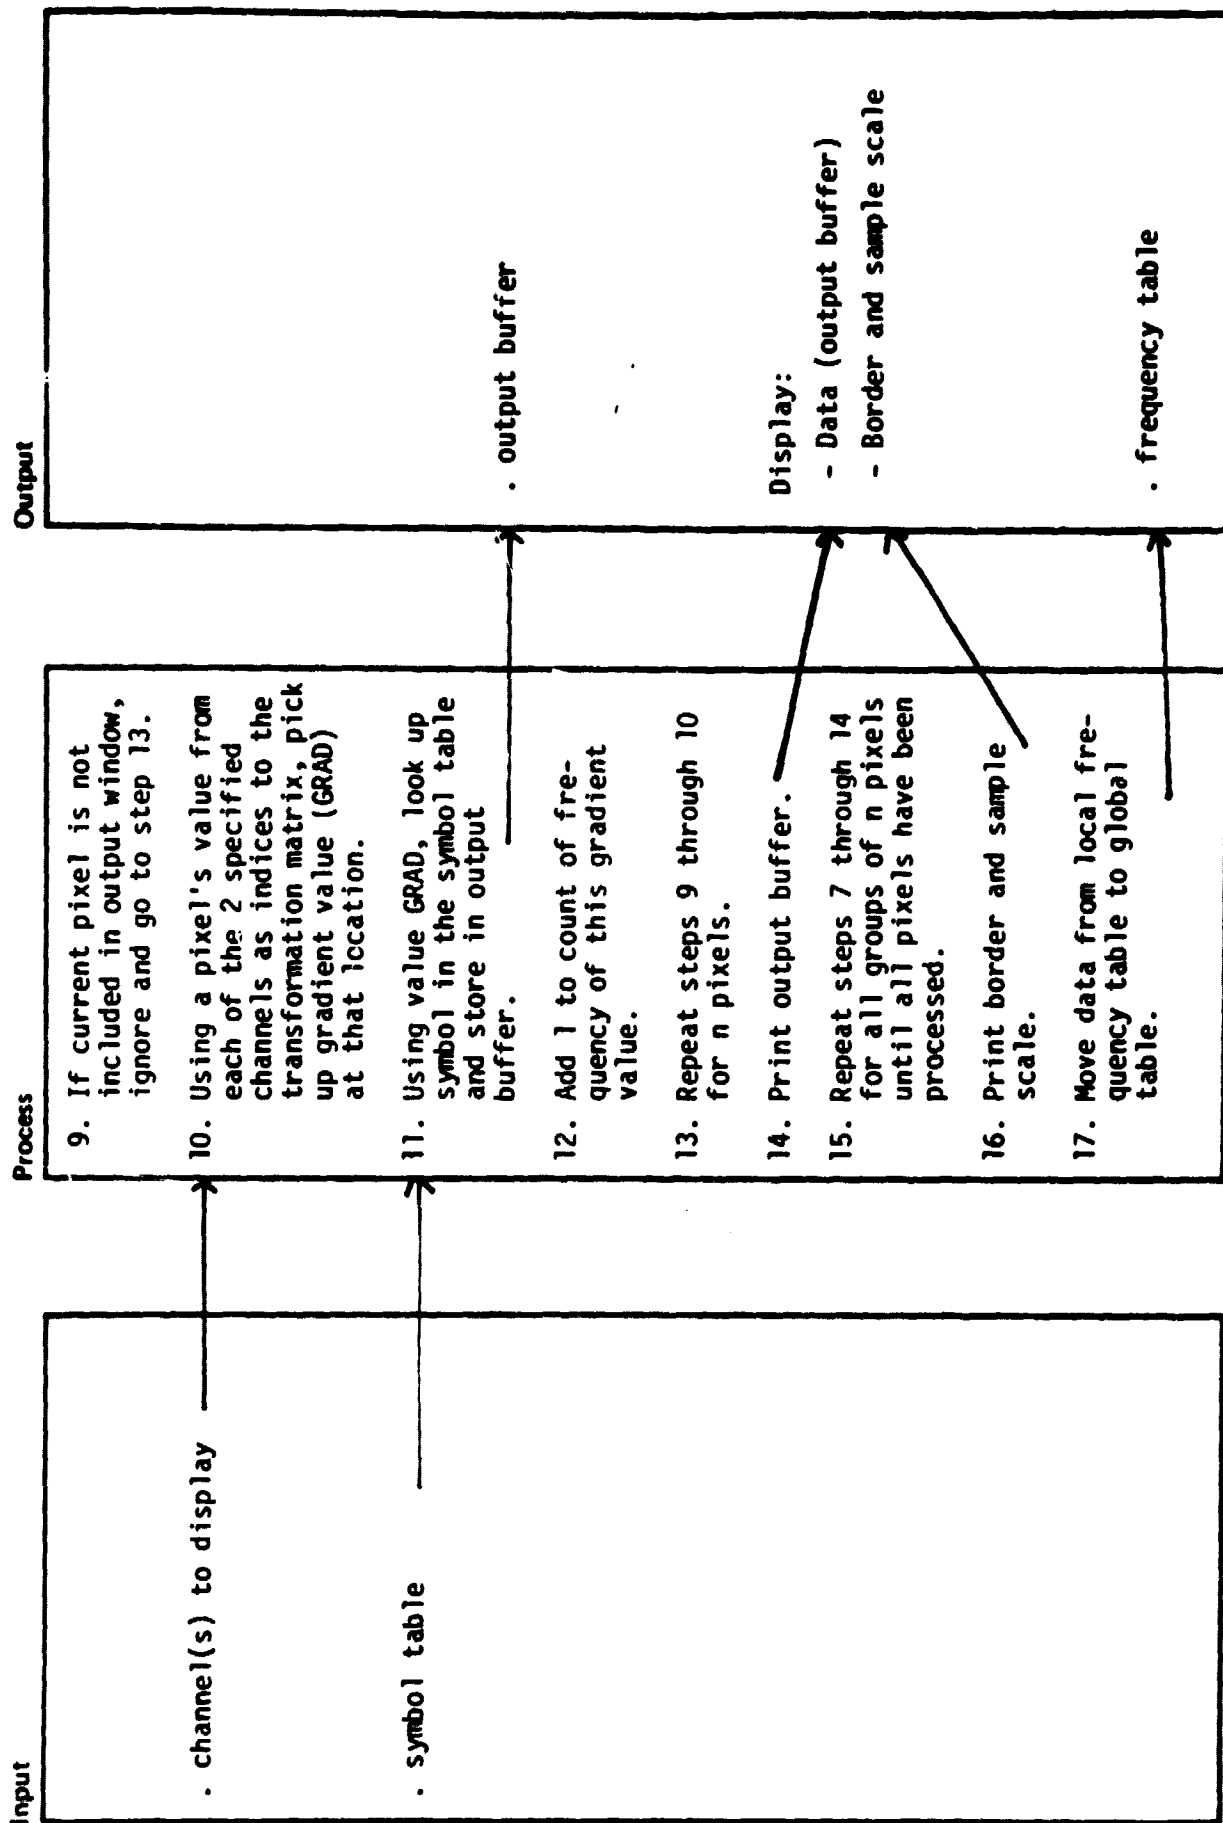 Input
. channel(s) to display
. symbol table
Process
9. If current pixel is not
included in output window,
ignore and go to step 13.
10. Using a pixel's value from
each of the 2 specified
channels as indices to the
transformation matrix, pick
up gradient value (GRAD)
at that location.
11. Using value GRAD, look up
symbol in the symbol table
and store in output
buffer.
12. Add 1 to count of fre-
quency of this gradient
value.
13. Repeat steps 9 through 10
for n pixels.
14. Print output buffer.
15. Repeat steps 7 through 14
for all groups of n pixels
until all pixels have been
processed.
16. Print border and sample
scale.
17. Move data from local fre-
quency table to global
table.
Output
. output buffer
Display:
- Data (output buffer)
- Border and sample scale
. frequency table